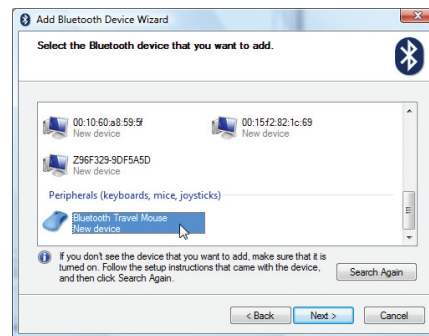 Add Bluetooth Device Wizard
Select the Bluetooth device that you want to add.
00:10:60:a8:59:5f
New device
00:15:f2:82:1c:69
New device
Z96F329-9DF5A5D
New device
Peripherals (keyboards, mice, joysticks)
Bluetooth Travel Mouse
New device
If you don't see the device that you want to add, make sure that it is
turned on. Follow the setup instructions that came with the device,
and then click Search Again.
Search Again
< Back
Next >
Cancel